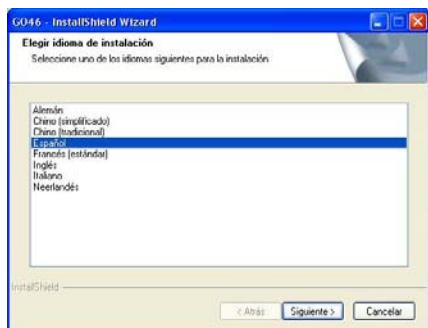 GO46 - InstallShield Wizard
Elegir idioma de instalación
Seleccione uno de los idiomas siguientes para la instalación
Alemán
Chino (simplificado)
Chino (tradicional)
Español
Francés (estándar)
Inglés
Italiano
Neerlandés
InstallShield
< Atrás
Siguiente >
Cancelar